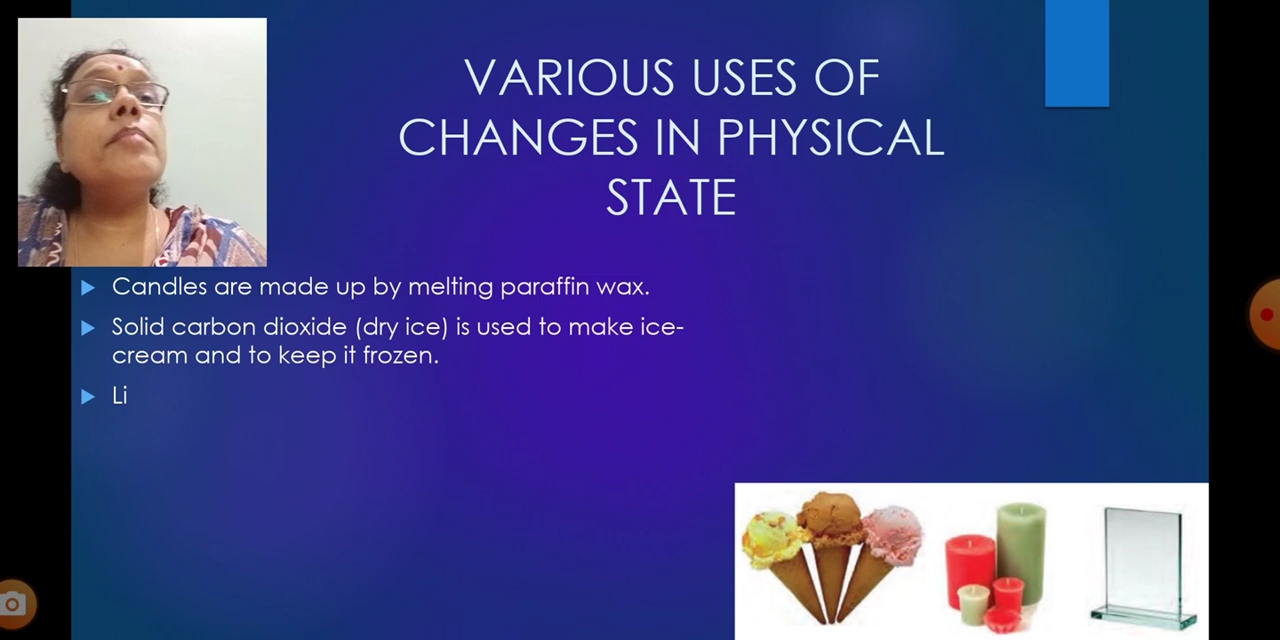 VARIOUS USES OF
CHANGES IN PHYSICAL
STATE
Candles are made up by melting paraffin wax.
Solid carbon dioxide (dry ice) is used to make ice-
cream and to keep it frozen.
Li